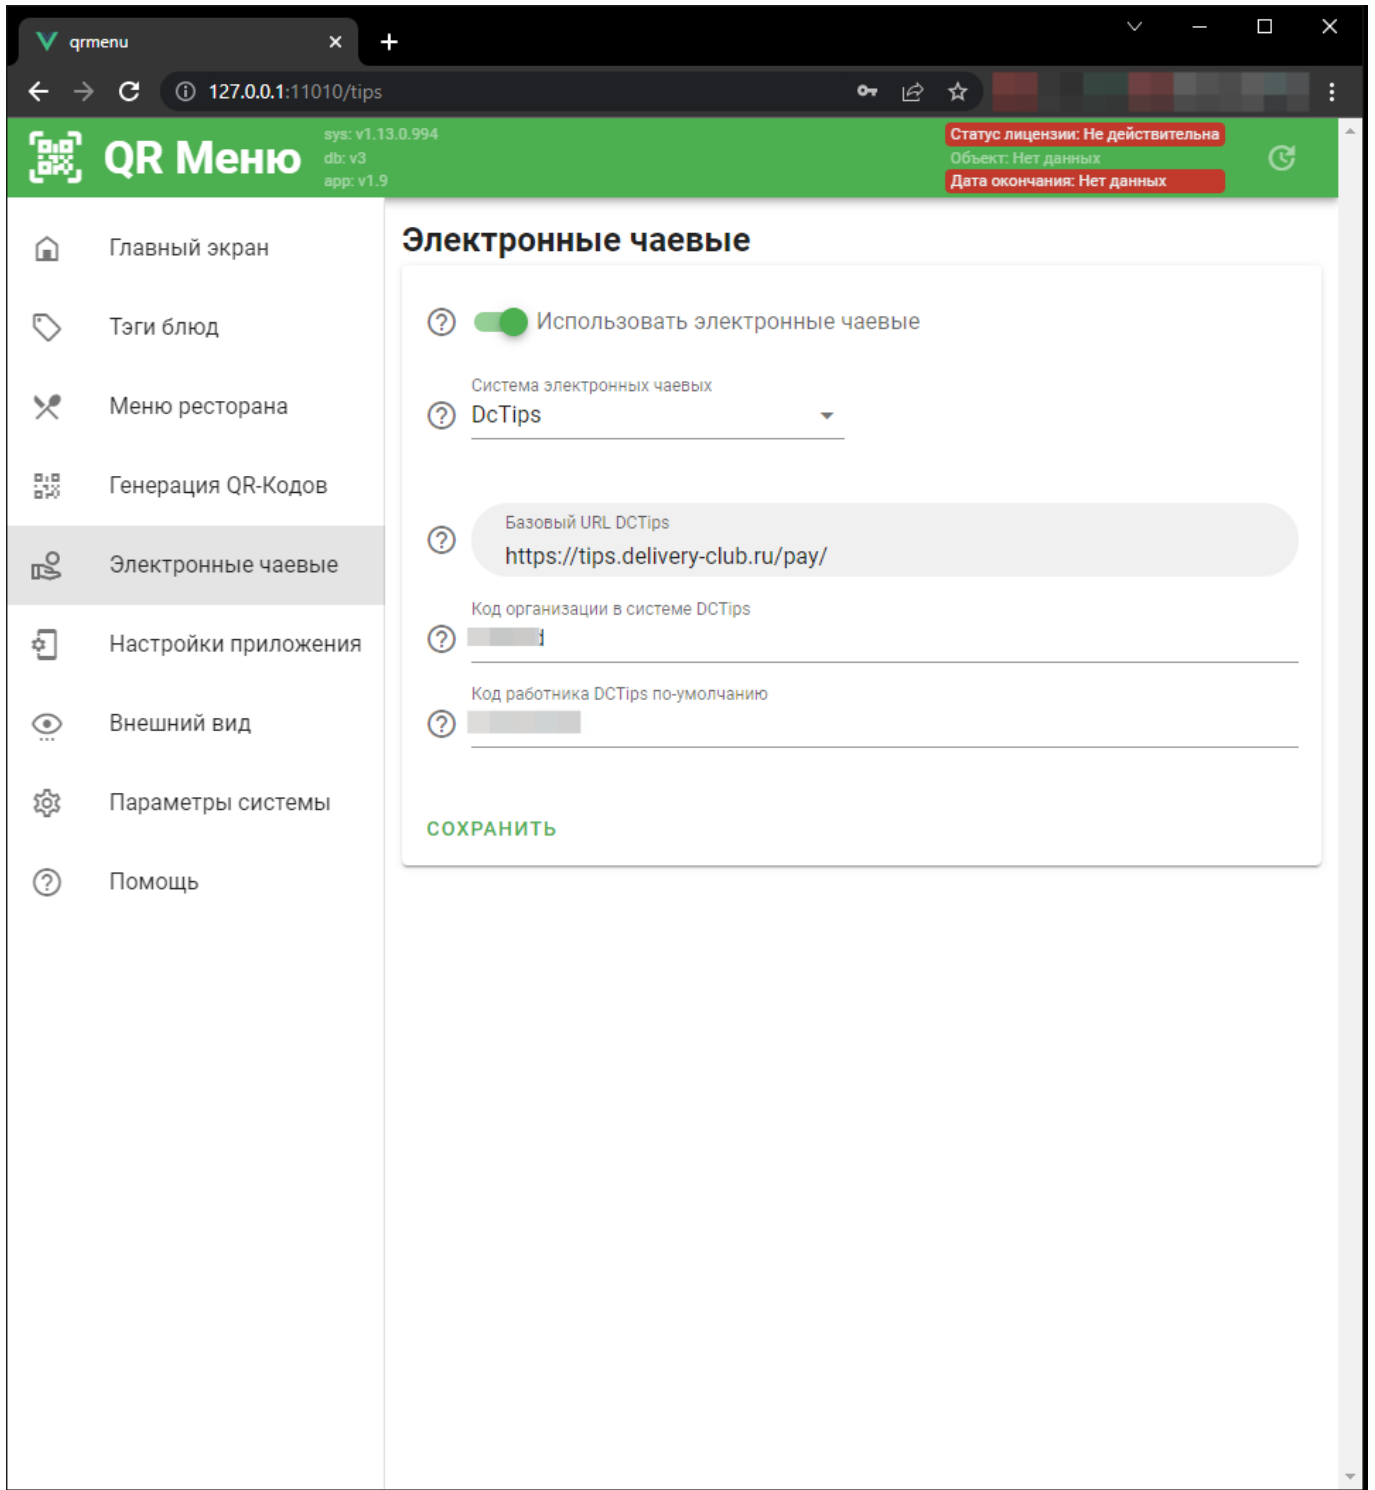 qrmenu
127.0.0.1:11010/tips
QR Меню
sys: v1.13.0.994
db: v3
app: v1.9
Статус лицензии: Не действительна
Объект: Нет данных
Дата окончания: Нет данных
Главный экран
Тэги блюд
Меню ресторана
Генерация QR-Кодов
Электронные чаевые
Настройки приложения
Внешний вид
Параметры системы
Помощь
Электронные чаевые
Использовать электронные чаевые
Система электронных чаевых
DcTips
Базовый URL DCTips
https://tips.delivery-club.ru/pay/
Код организации в системе DCTips
Код работника DCTips по-умолчанию
СОХРАНИТЬ